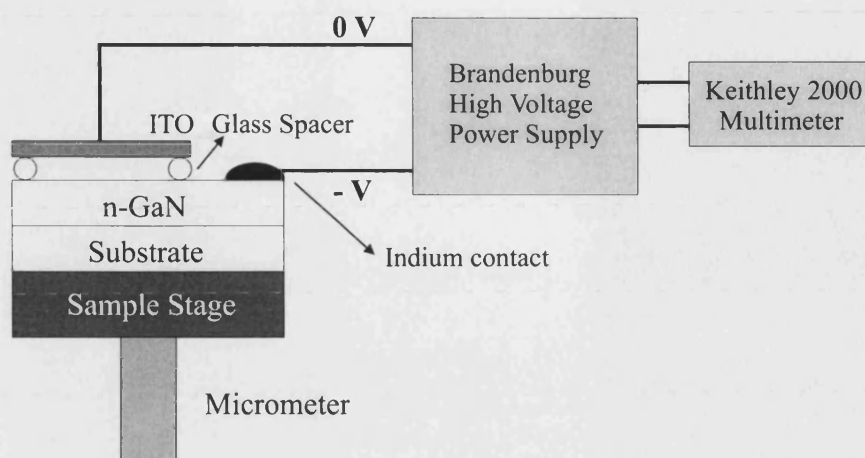 0 V
Brandenburg
High Voltage
Power Supply
Keithley 2000
Multimeter
ITO
Glass Spacer
- V
n-GaN
Indium contact
Substrate
Sample Stage
Micrometer